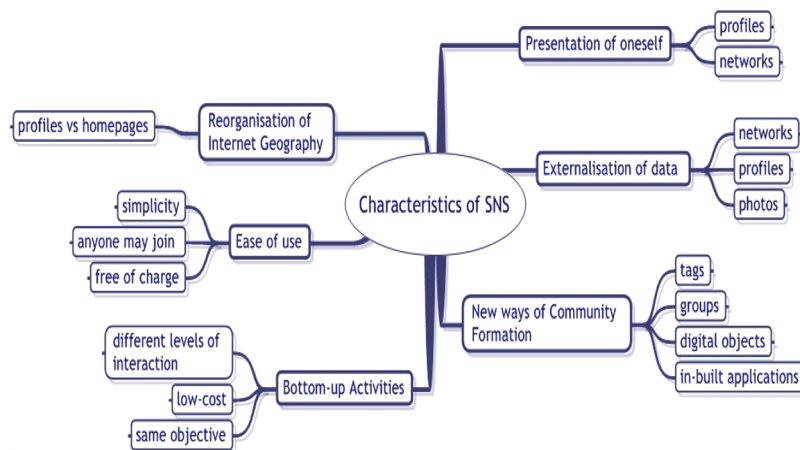 Characteristics of SNS
Presentation of oneself
profiles
networks
Externalisation of data
networks
profiles
photos
New ways of Community
Formation
tags
groups
digital objects
in-built applications
Reorganisation of
Internet Geography
profiles vs homepages
Ease of use
simplicity
anyone may join
free of charge
Bottom-up Activities
different levels of
interaction
low-cost
same objective